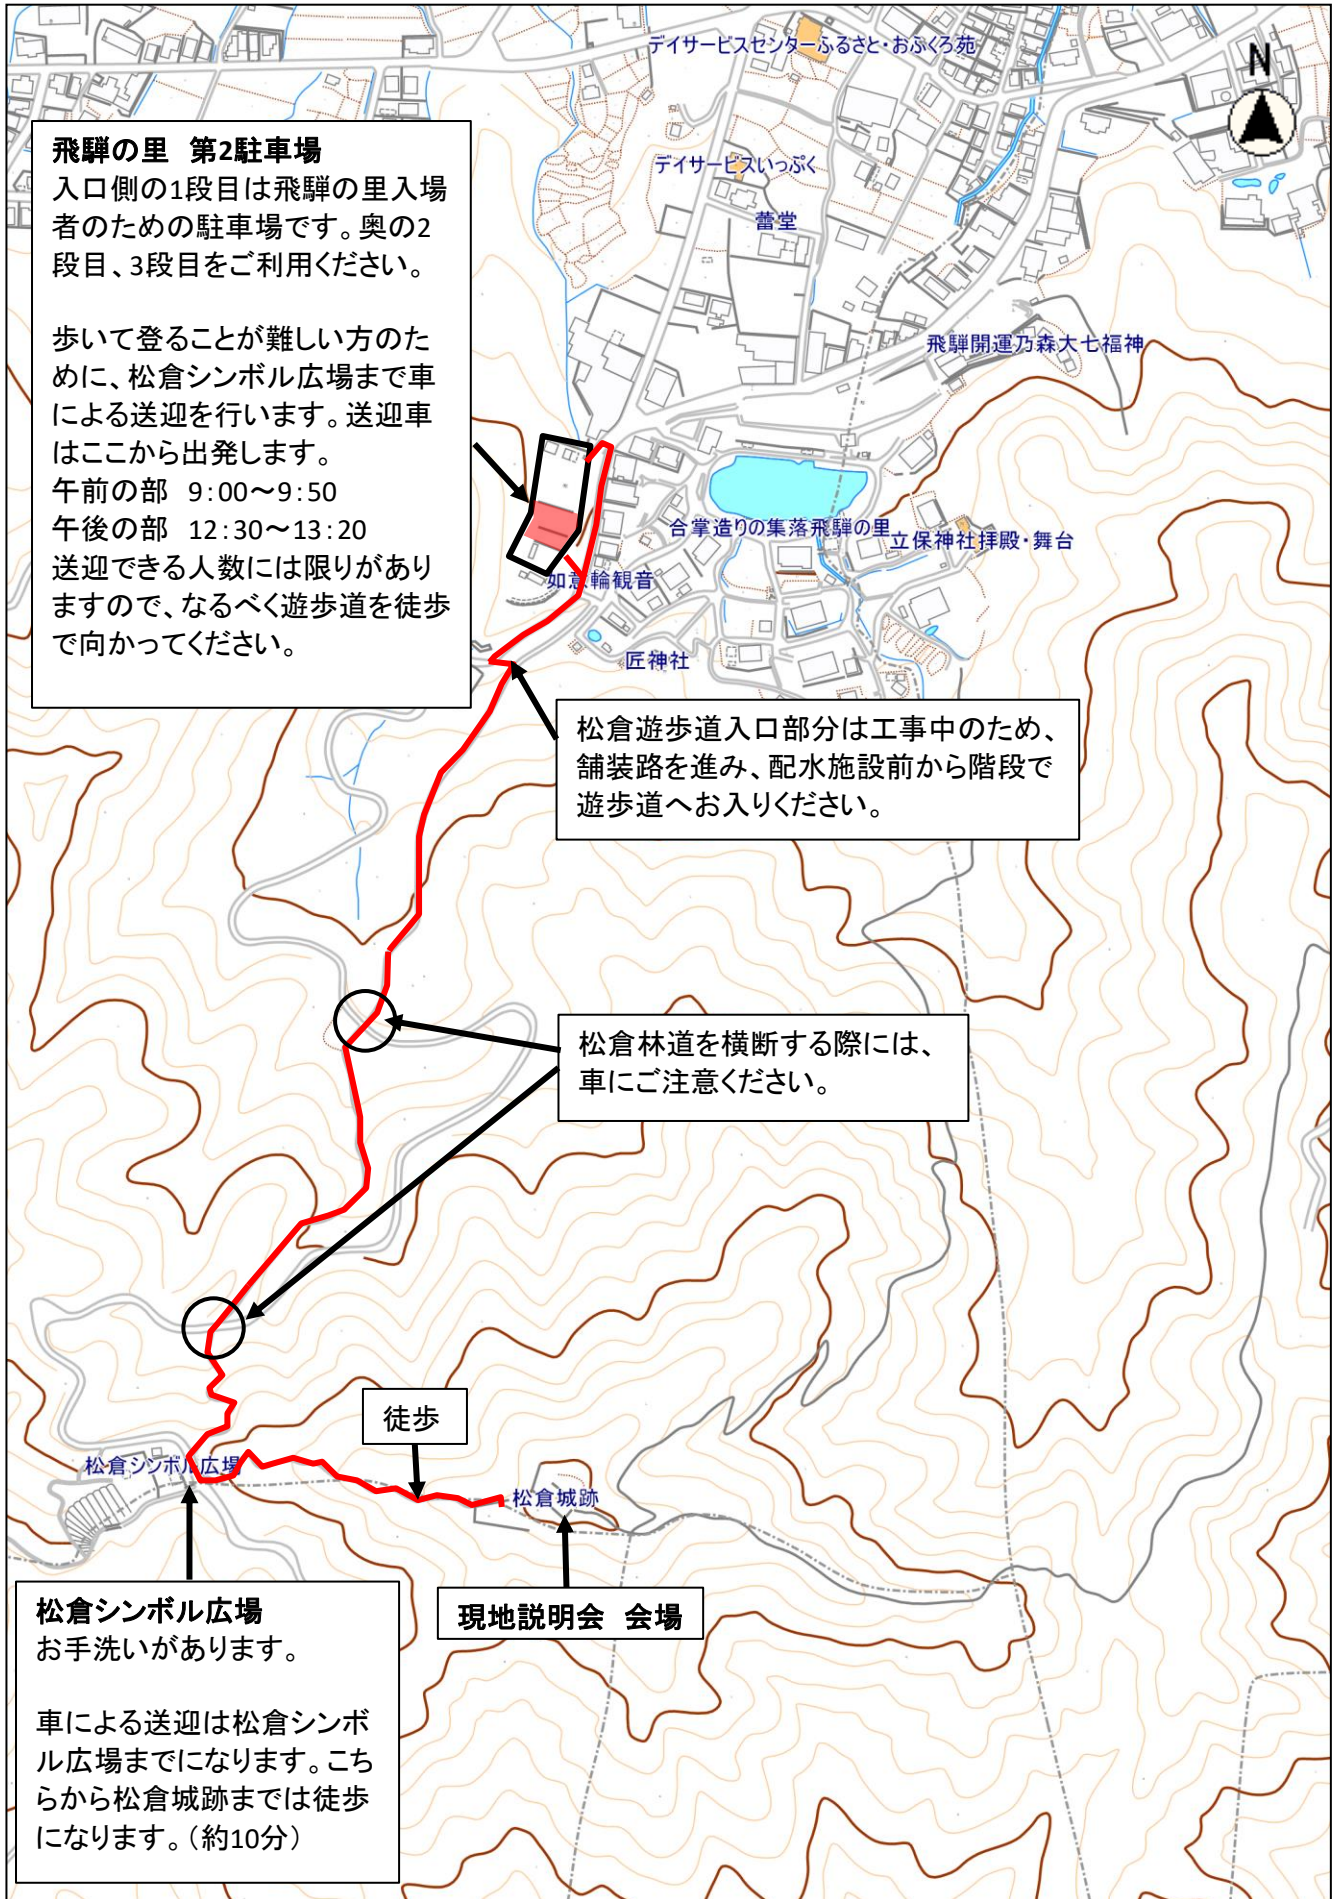 デイサービスセンターふるさと・おふくろ苑
N
飛騨の里 第2駐車場
入口側の1段目は飛騨の里入場
者のための駐車場です。奥の2
段目、3段目をご利用ください。
歩いて登ることが難しい方のた
めに、松倉シンボル広場まで車
による送迎を行います。送迎車
はここから出発します。
午前の部 9:00～9:50
午後の部 12:30～13:20
送迎できる人数には限りがあり
ますので、なるべく遊歩道を徒歩
で向かってください。
デイサービスいっぷく
蕾堂
飛騨開運乃森大七福神
合掌造りの集落飛騨の里
立保神社拝殿・舞台
如意輪観音
匠神社
松倉遊歩道入口部分は工事中のため、
舗装路を進み、配水施設前から階段で
遊歩道へお入りください。
松倉林道を横断する際には、
車にご注意ください。
徒歩
松倉シンボル広場
松倉城跡
現地説明会 会場
松倉シンボル広場
お手洗いがあります。
車による送迎は松倉シンボ
ル広場までになります。こち
らから松倉城跡までは徒歩
になります。（約10分）